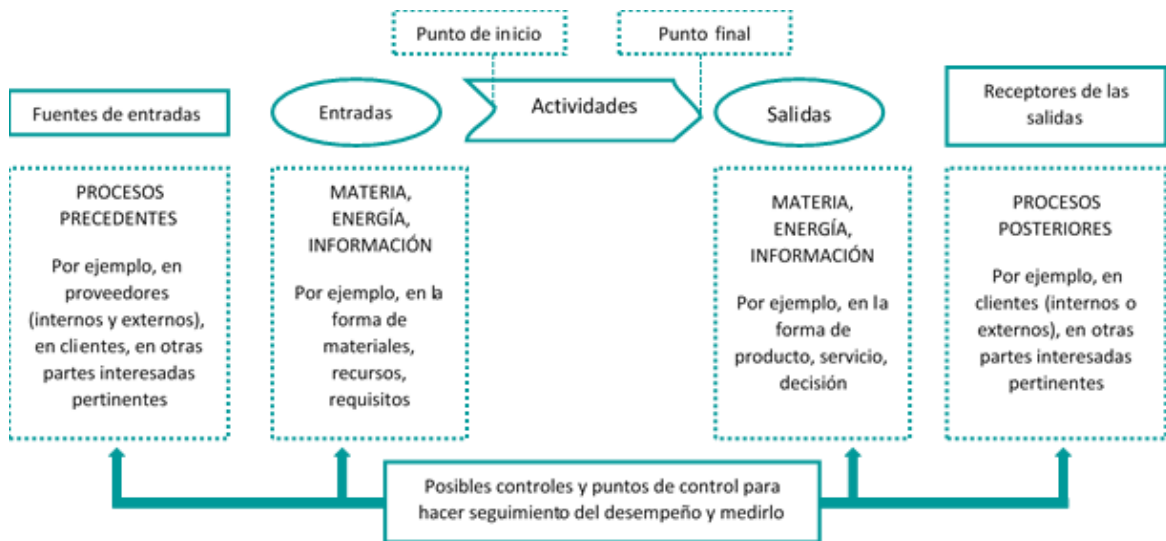 Punto de inicio
Punto final
Fuentes de entradas
Entradas
Actividades
Salidas
Receptores de las
salidas
PROCESOS
PRECEDENTES
Por ejemplo, en
proveedores
(internos y externos),
en clientes, en otras
partes interesadas
pertinentes
MATERIA,
ENERGÍA,
INFORMACIÓN
Por ejemplo, en la
forma de
materiales,
recursos,
requisitos
MATERIA,
ENERGÍA,
INFORMACIÓN
Por ejemplo, en la
forma de
producto, servicio,
decisión
PROCESOS
POSTERIORES
Por ejemplo, en
clientes (internos o
externos), en otras
partes interesadas
pertinentes
Posibles controles y puntos de control para
hacer seguimiento del desempeño y medirlo